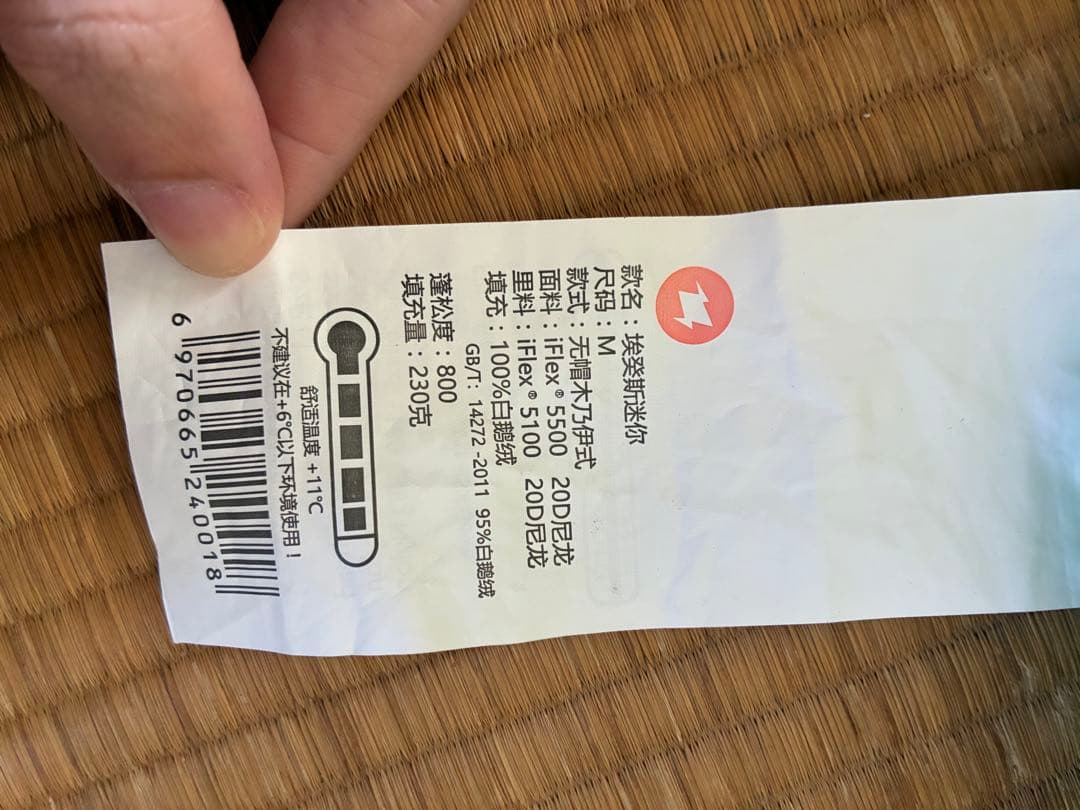 款名：埃癸斯迷你
尺码：M
款式：无帽木乃伊式
面料：iFlex® 5500 20D尼龙
里料：iFlex® 5100 20D尼龙
填充：100%白鹅绒
GB/T: 14272 -2011 95%白鹅绒
蓬松度：800
填充量：230克
舒适温度 +11℃
不建议在+6℃以下环境使用！
6 970665 240018